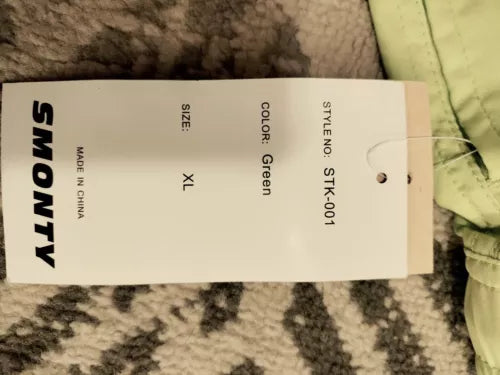 STYLE NO: STK-001
COLOR: Green
SIZE: XL
MADE IN CHINA
SMONTY